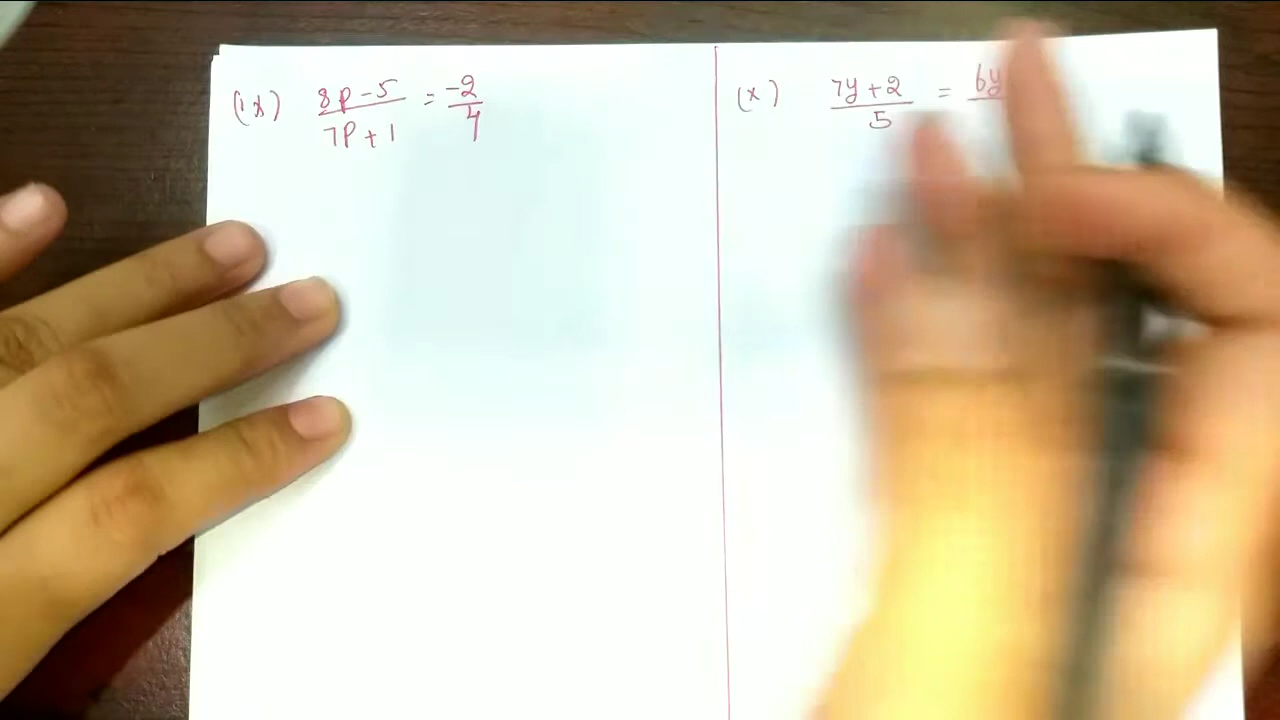 (ix) 8p-5 / 7p+1 = -2/4
(x) 7y+2 / 5 = 6y